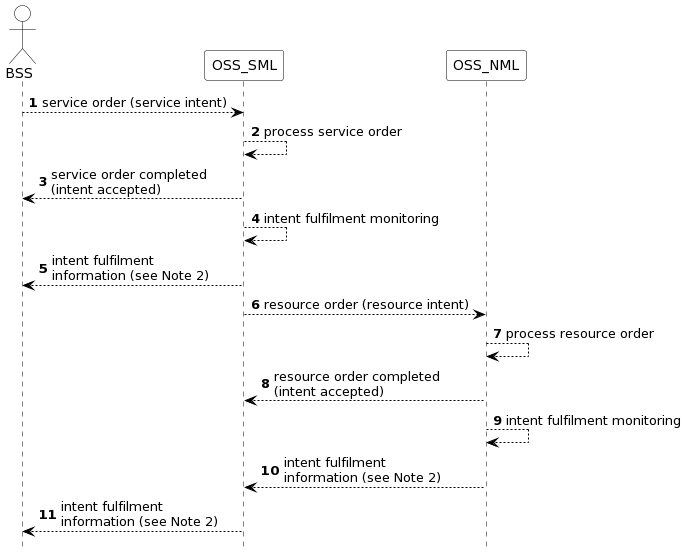 BSS
OSS_SML
OSS_NML
1 service order (service intent)
2 process service order
3 service order completed
(intent accepted)
4 intent fulfilment monitoring
5 intent fulfilment
information (see Note 2)
6 resource order (resource intent)
7 process resource order
8 resource order completed
(intent accepted)
9 intent fulfilment monitoring
10 intent fulfilment
information (see Note 2)
11 intent fulfilment
information (see Note 2)